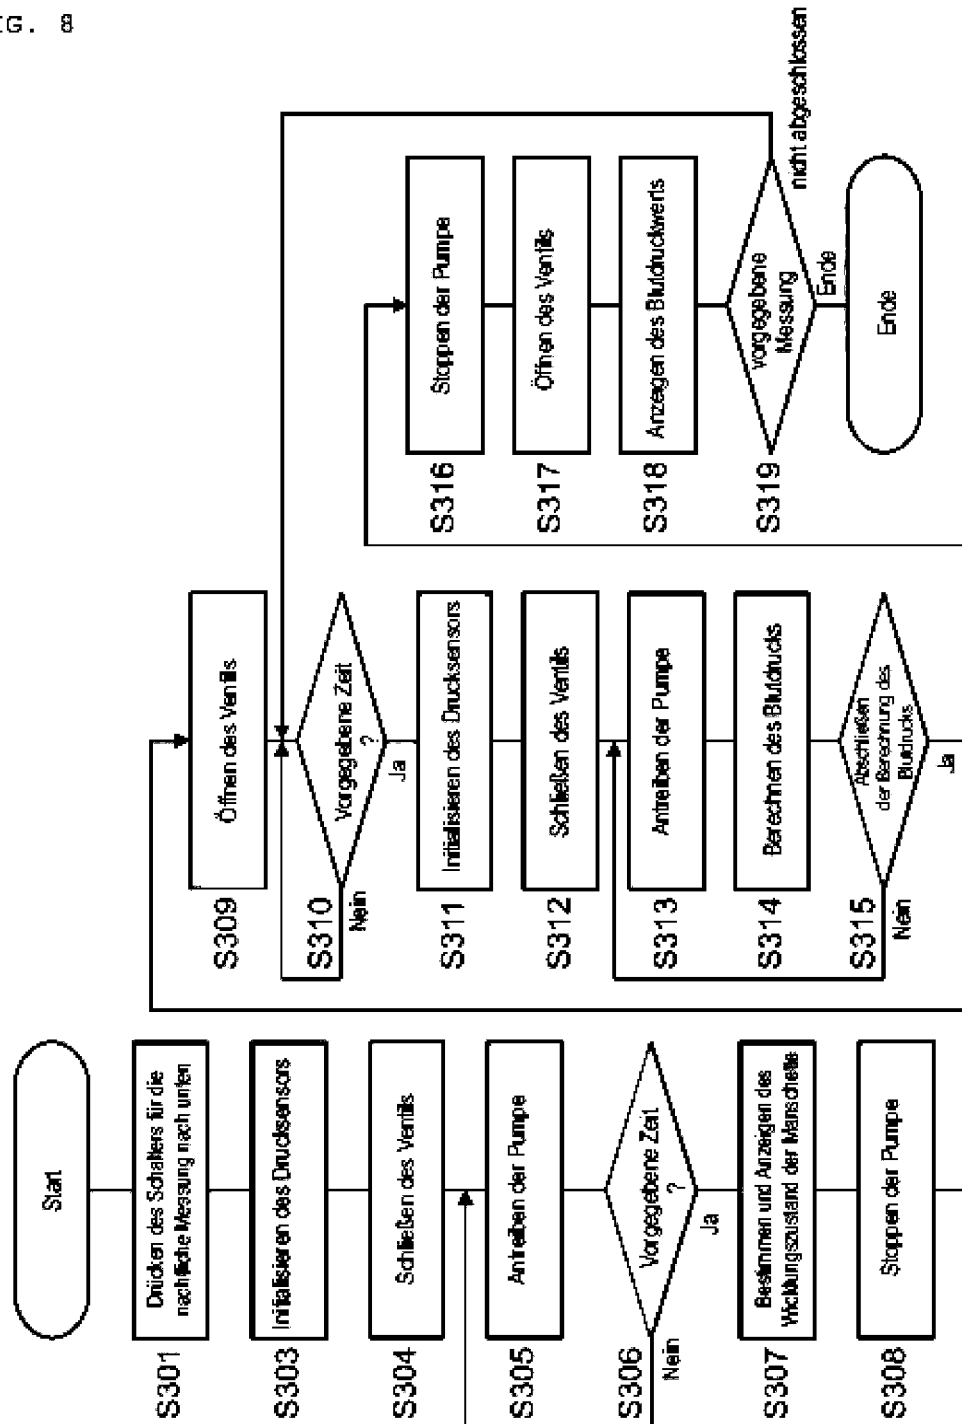 IG. 8
Start
S301
Drücken des Schalters für die
nächtliche Messung nach unten
S303
Initialisieren des Drucksensors
S304
Schließen des Ventils
S305
Antreiben der Pumpe
S306
Vorgegebene Zeit
?
Nein
Ja
S307
Bestimmen und Anzeigen des
Wicklungszustand der Manschette
S308
Stoppen der Pumpe
S309
Öffnen des Ventils
S310
Vorgegebene Zeit
?
Nein
Ja
S311
Initialisieren des Drucksensors
S312
Schließen des Ventils
S313
Antreiben der Pumpe
S314
Berechnen des Blutdrucks
S315
Abschließen
der Berechnung des
Blutdrucks
Nein
Ja
S316
Stoppen der Pumpe
S317
Öffnen des Ventils
S318
Anzeigen des Blutdruckwerts
S319
vorgegebene
Messung
nicht abgeschlossen
Ende
Ende